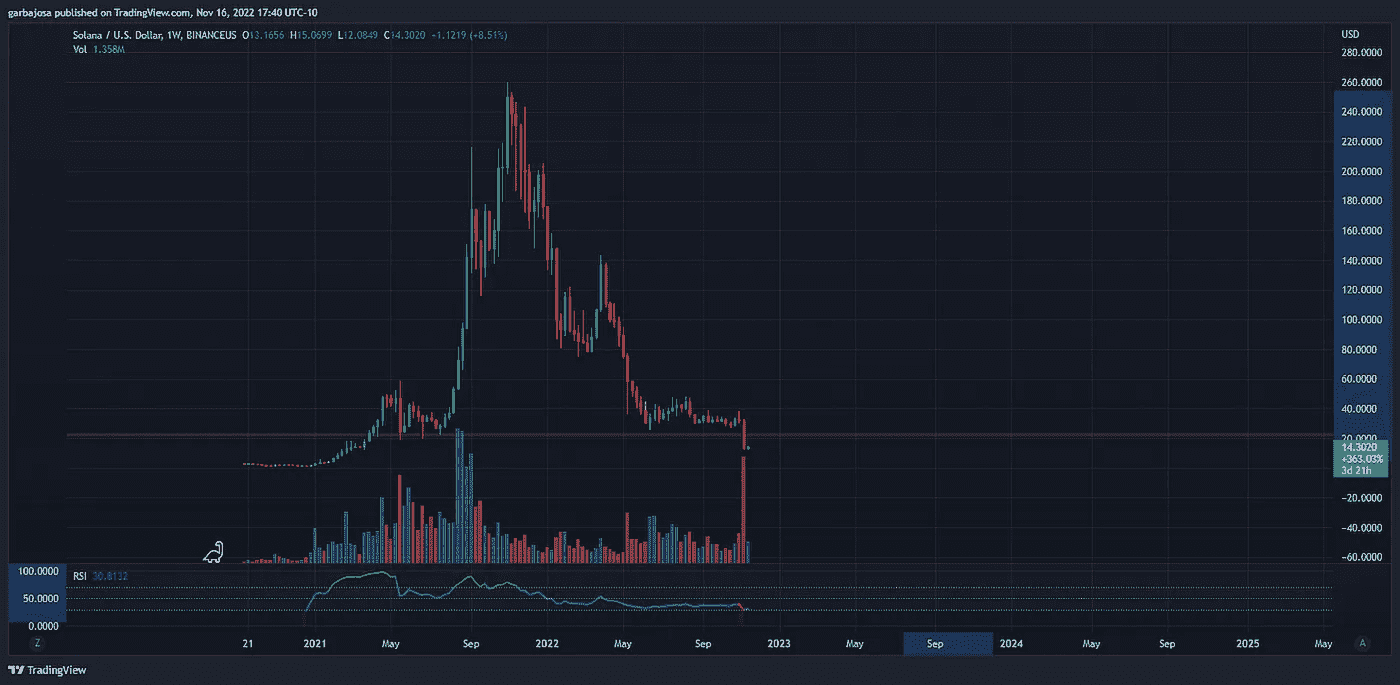 garbajosa published on TradingView.com, Nov 16, 2022 17:40 UTC-10
Solana / U.S. Dollar, 1W, BINANCEUS O13.1656 H15.0699 L12.0849 C14.3020 −1.1219 (+8.51%)
Vol 1.358M
USD
280.0000
260.0000
240.0000
220.0000
200.0000
180.0000
160.0000
140.0000
120.0000
100.0000
80.0000
60.0000
40.0000
20.0000
14.3020
+363.03%
3d 21h
−20.0000
−40.0000
−60.0000
RSI 30.8132
100.0000
50.0000
0.0000
Z
21 2021 May Sep 2022 May Sep 2023 May Sep 2024 May Sep 2025 May
A
TradingView